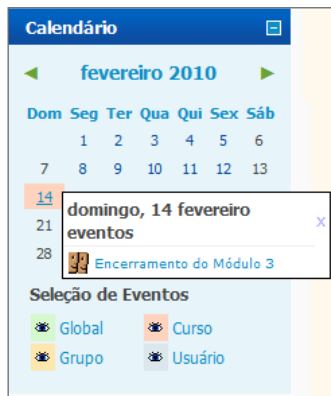 Calendário
fevereiro 2010
Dom Seg Ter Qua Qui Sex Sáb
1 2 3 4 5 6
7 8 9 10 11 12 13
14
21
28
domingo, 14 fevereiro
eventos
X
Encerramento do Módulo 3
Seleção de Eventos
Global Curso
Grupo Usuário